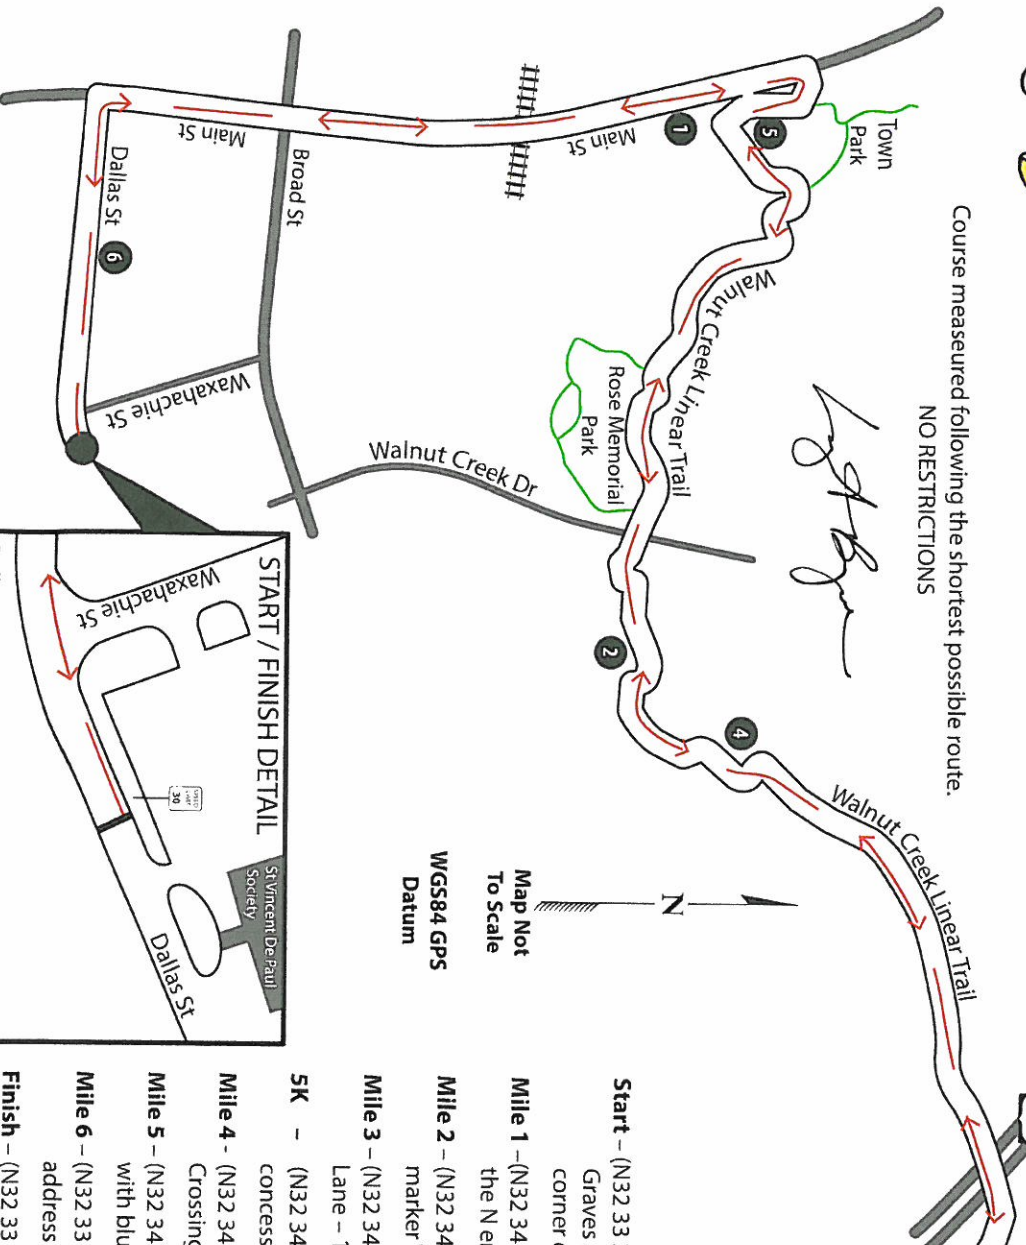 Course measeured following the shortest possible route.
NO RESTRICTIONS
Town
Park
5
1
Main St
Main St
Broad St
Dallas St
6
Walnut Creek Linear Trail
Rose Memorial
Park
Waxahachie St
Walnut Creek Dr
2
4
Walnut Creek Linear Trail
N
Map Not
To Scale
WGS84 GPS
Datum
START / FINISH DETAIL
Waxahachie St
SPEED
LIMIT
30
St Vincent De Paul
Society
Dallas St
Start – (N32 33
Graves
corner
Mile 1 –(N32 34
the N
Mile 2 – (N32 34
marker
Mile 3 – (N32 34
Lane –
5K – (N32 34
concess
Mile 4 - (N32 34
Crossing
Mile 5 – (N32 34
with blu
Mile 6 – (N32 33
address
Finish – (N32 33